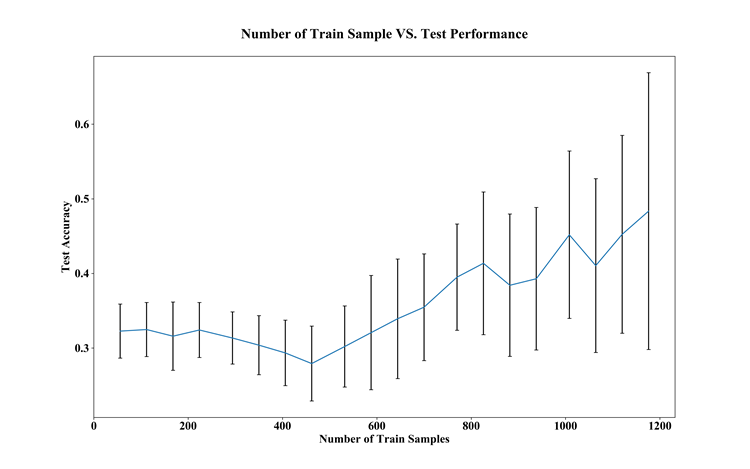 Number of Train Sample VS. Test Performance
0.6
0.5
0.4
0.3
Test Accuracy
0 200 400 600 800 1000 1200
Number of Train Samples